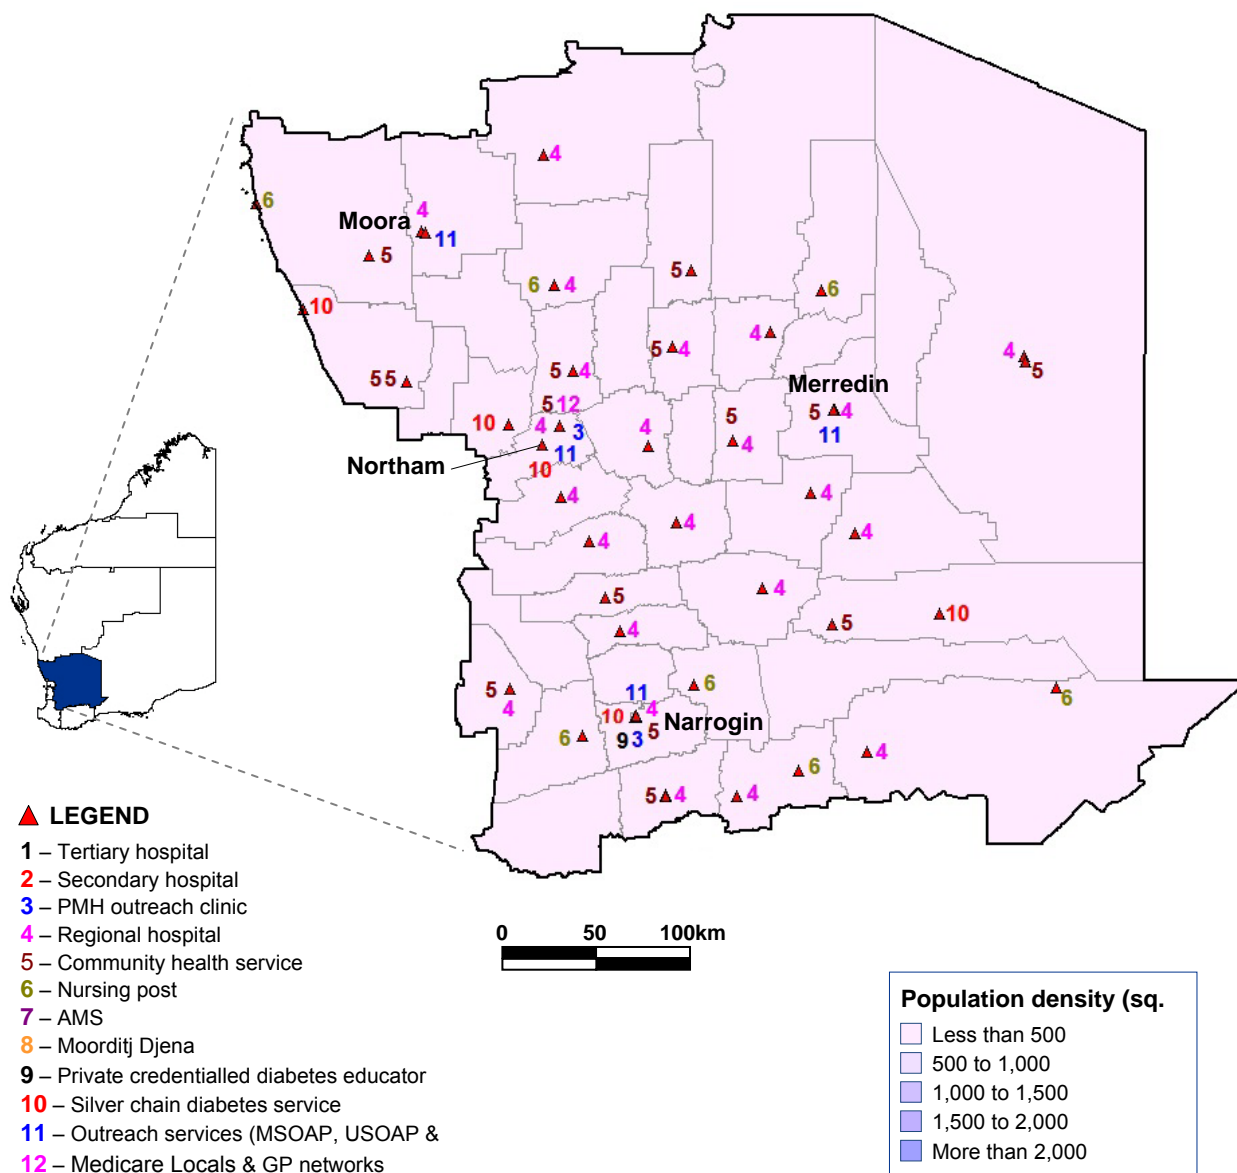 4
6
4
Moora
11
5
5
6 4
6
10
4
5 4
4
5
5 4
5 5
Merredin
5 4
11
5 12
10
4
3
4
5
4
Northam
11
10
4
4
4
4
4
4
5
10
5
4
11
6
5
4
10
4
Narrogin
5
9 3
6
6
4
6
5 4
4
LEGEND
1 – Tertiary hospital
2 – Secondary hospital
3 – PMH outreach clinic
4 – Regional hospital
5 – Community health service
6 – Nursing post
7 – AMS
8 – Moorditj Djena
9 – Private credentialled diabetes educator
10 – Silver chain diabetes service
11 – Outreach services (MSOAP, USOAP &
12 – Medicare Locals & GP networks
0 50 100km
Population density (sq.
Less than 500
500 to 1,000
1,000 to 1,500
1,500 to 2,000
More than 2,000